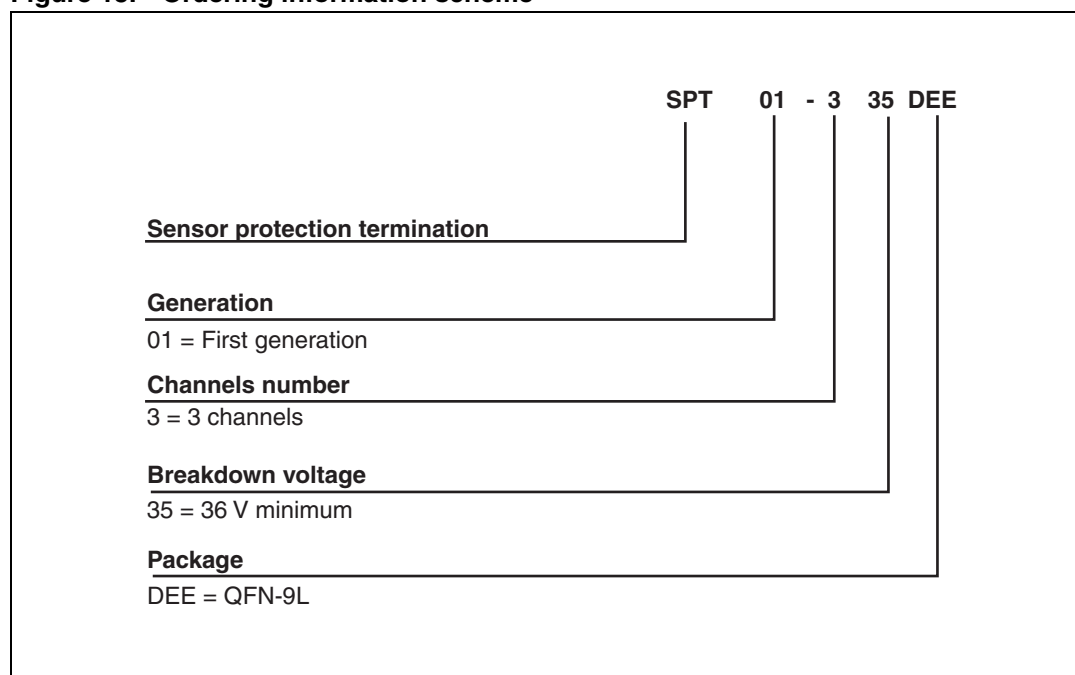 Figure 13. Ordering information scheme
SPT 01 - 3 35 DEE
Sensor protection termination
Generation
01 = First generation
Channels number
3 = 3 channels
Breakdown voltage
35 = 36 V minimum
Package
DEE = QFN-9L